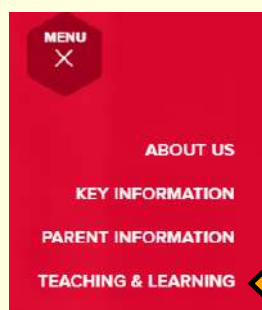 MENU
ABOUT US
KEY INFORMATION
PARENT INFORMATION
TEACHING & LEARNING